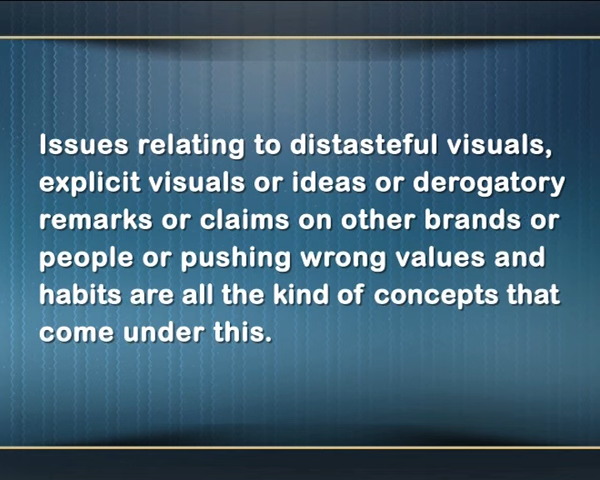 Issues relating to distasteful visuals,
explicit visuals or ideas or derogatory
remarks or claims on other brands or
people or pushing wrong values and
habits are all the kind of concepts that
come under this.